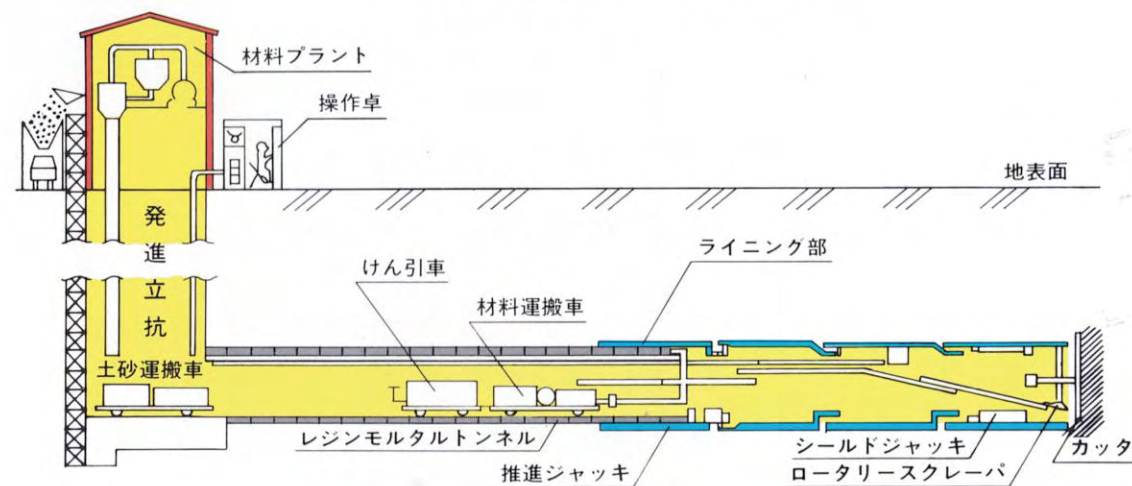 材料プラント
操作卓
地表面
発進立抗
ライニング部
けん引車
材料運搬車
土砂運搬車
レジンモルタルトンネル
推進ジャッキ
シールドジャッキ
ロータリースクレーパ
カッタ